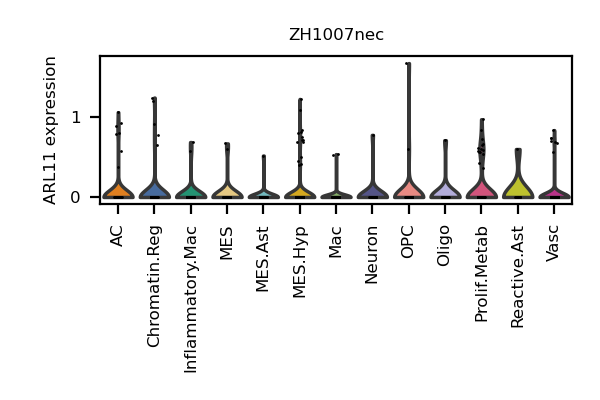 ZH1007nec
ARL11 expression
1
0
AC
Chromatin.Reg
Inflammatory.Mac
MES
MES.Ast
MES.Hyp
Mac
Neuron
OPC
Oligo
Prolif.Metab
Reactive.Ast
Vasc